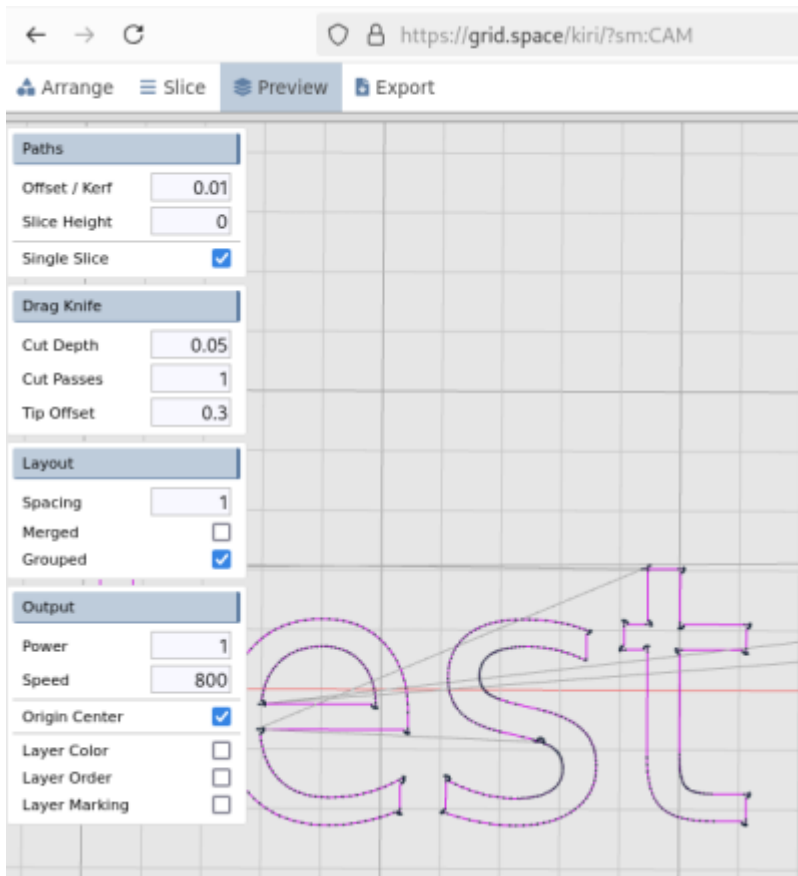 https://grid.space/kiri/?sm:CAM
Arrange Slice Preview Export
Paths
Offset / Kerf 0.01
Slice Height 0
Single Slice
Drag Knife
Cut Depth 0.05
Cut Passes 1
Tip Offset 0.3
Layout
Spacing 1
Merged
Grouped
Output
Power 1
Speed 800
Origin Center
Layer Color
Layer Order
Layer Marking
est